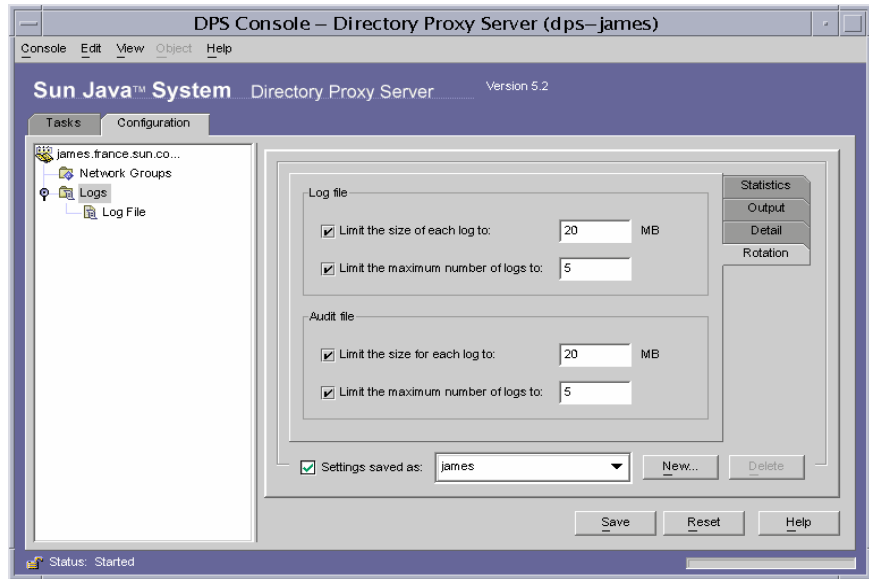 DPS Console – Directory Proxy Server (dps–james)
Console Edit View Object Help
Sun Java™ System Directory Proxy Server Version 5.2
Tasks Configuration
james.france.sun.co...
Network Groups
Logs
Log File
Statistics
Output
Detail
Rotation
Log file
Limit the size of each log to: 20 MB
Limit the maximum number of logs to: 5
Audit file
Limit the size for each log to: 20 MB
Limit the maximum number of logs to: 5
Settings saved as: james New... Delete
Save Reset Help
Status: Started